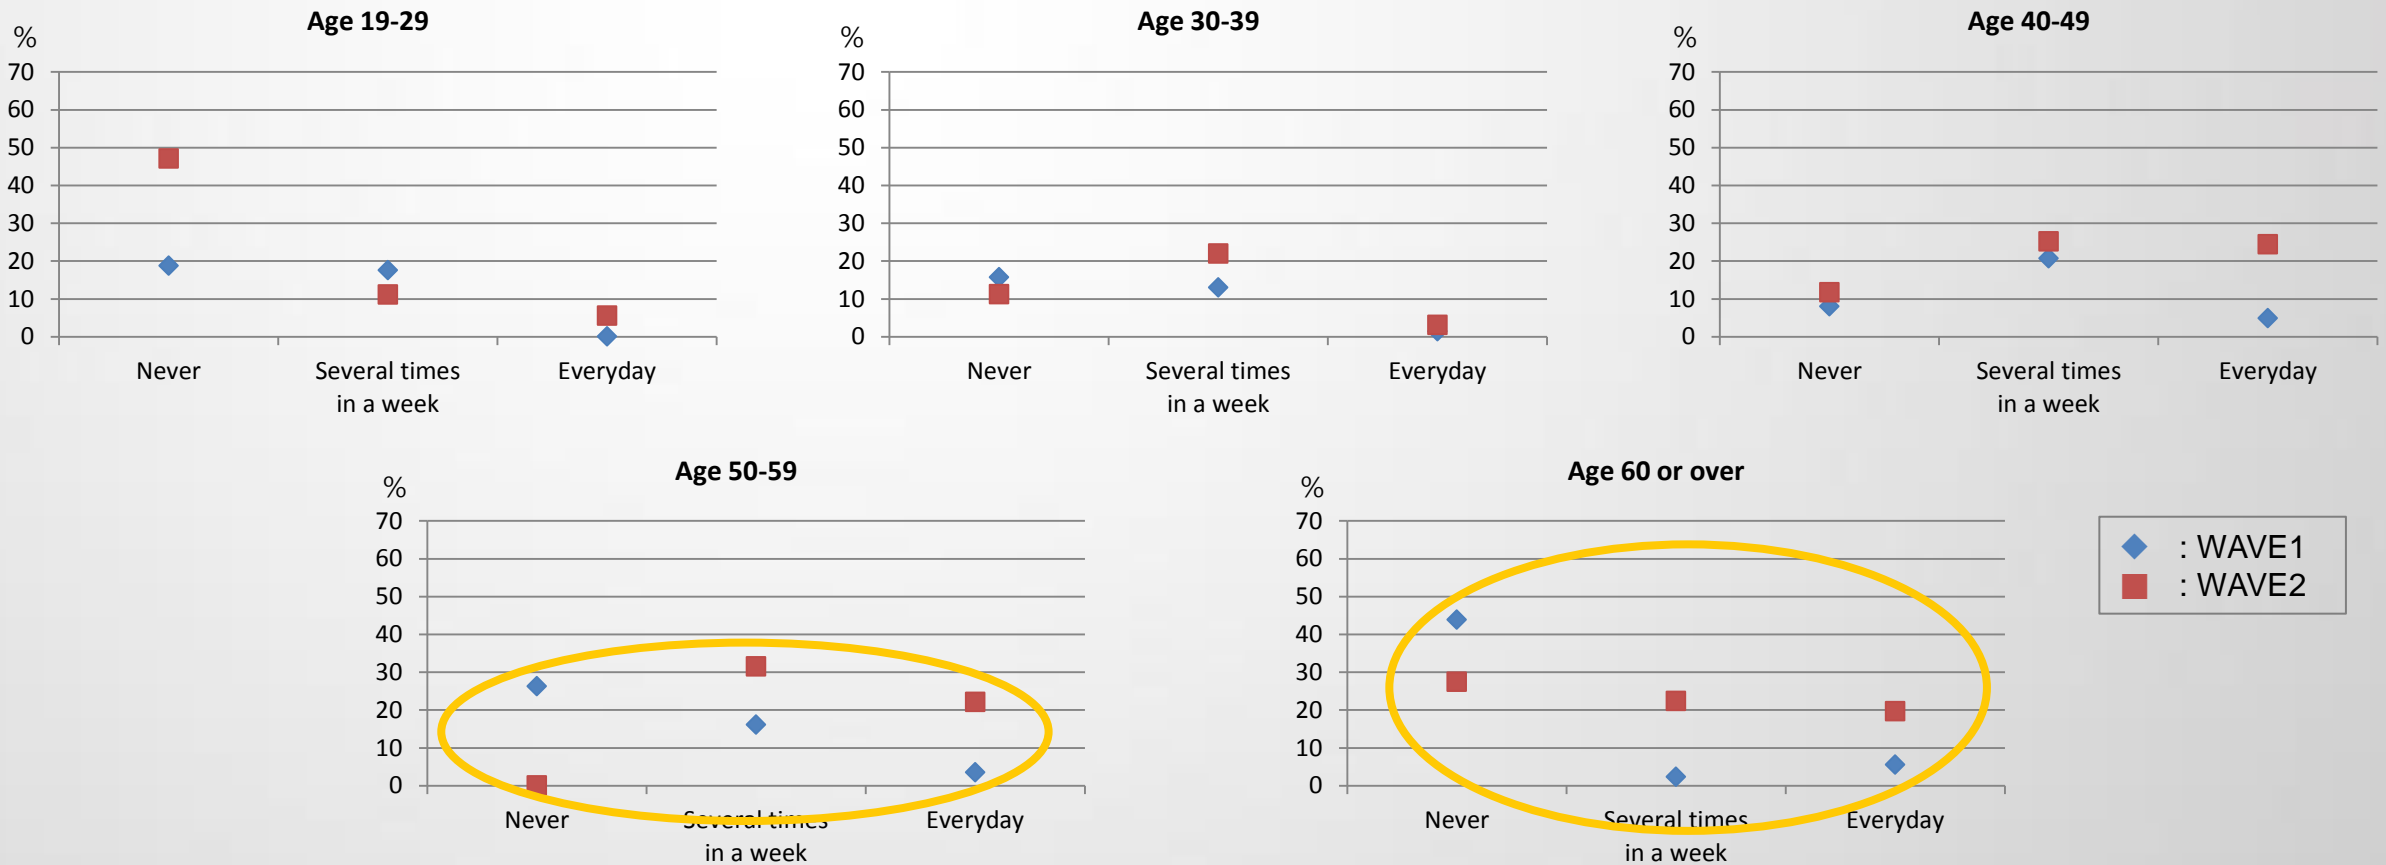 Age 19-29
%
70
60
50
40
30
20
10
0
Never
Several times
in a week
Everyday
Age 30-39
%
70
60
50
40
30
20
10
0
Never
Several times
in a week
Everyday
Age 40-49
%
70
60
50
40
30
20
10
0
Never
Several times
in a week
Everyday
Age 50-59
%
70
60
50
40
30
20
10
0
Never
Several times
in a week
Everyday
Age 60 or over
%
70
60
50
40
30
20
10
0
Never
Several times
in a week
Everyday
: WAVE1
: WAVE2